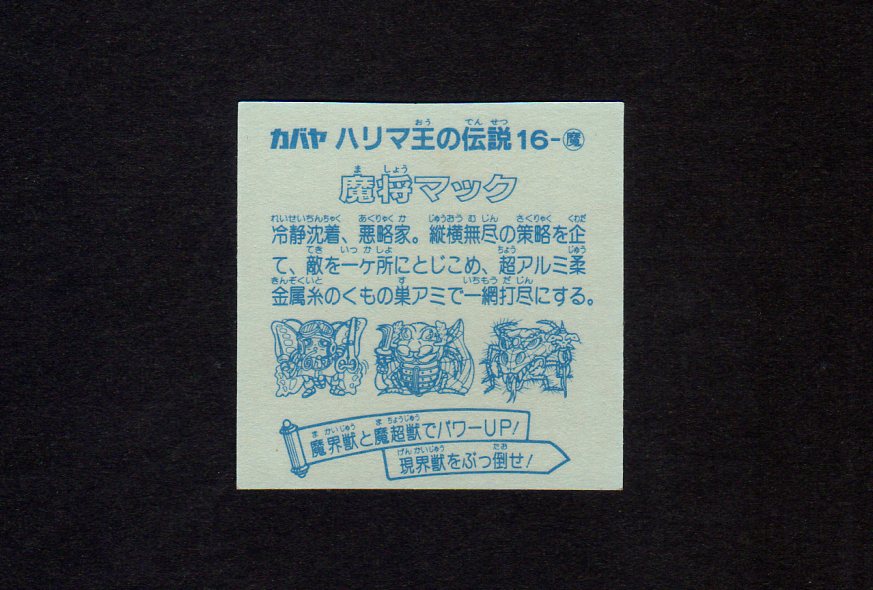 カバヤ ハリマ王の伝説 16-魔
魔将マック
冷静沈着、悪略家。縦横無尽の策略を企
て、敵を一ヶ所にとじこめ、超アルミ柔
金属糸のくもの巣アミで一網打尽にする。
魔界獣と魔超獣でパワーUP!
現界獣をぶっ倒せ!